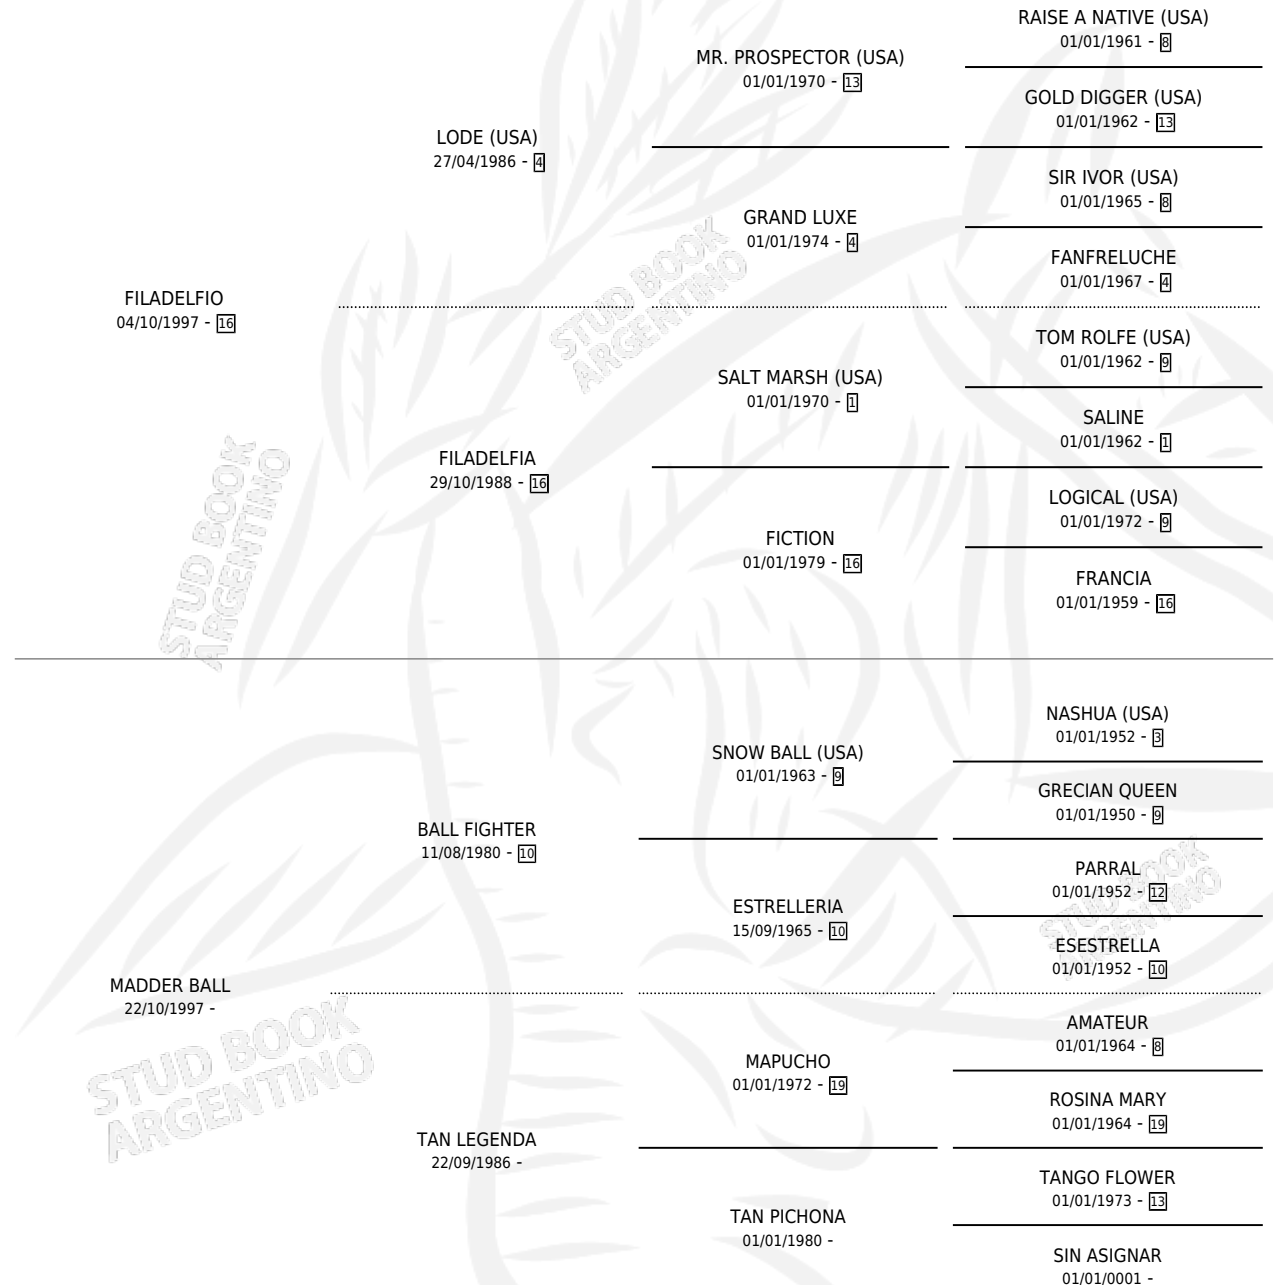 RAISE A NATIVE (USA)
01/01/1961 - 8
MR. PROSPECTOR (USA)
01/01/1970 - 13
GOLD DIGGER (USA)
01/01/1962 - 13
LODE (USA)
27/04/1986 - 4
SIR IVOR (USA)
01/01/1965 - 8
GRAND LUXE
01/01/1974 - 4
FANFRELUCHE
01/01/1967 - 4
FILADELFIO
04/10/1997 - 16
TOM ROLFE (USA)
01/01/1962 - 9
SALT MARSH (USA)
01/01/1970 - 1
SALINE
01/01/1962 - 1
FILADELFIA
29/10/1988 - 16
LOGICAL (USA)
01/01/1972 - 9
FICTION
01/01/1979 - 16
FRANCIA
01/01/1959 - 16
NASHUA (USA)
01/01/1952 - 3
SNOW BALL (USA)
01/01/1963 - 9
GRECIAN QUEEN
01/01/1950 - 9
BALL FIGHTER
11/08/1980 - 10
PARRAL
01/01/1952 - 12
ESTRELLERIA
15/09/1965 - 10
ESESTRELLA
01/01/1952 - 10
MADDER BALL
22/10/1997 -
AMATEUR
01/01/1964 - 8
MAPUCHO
01/01/1972 - 19
ROSINA MARY
01/01/1964 - 19
TAN LEGENDA
22/09/1986 -
TANGO FLOWER
01/01/1973 - 13
TAN PICHONA
01/01/1980 -
SIN ASIGNAR
01/01/0001 -
STUD BOOK
ARGENTINO
STUD BOOK
ARGENTINO
STUD BOOK
ARGENTINO
STUD BOOK
ARGENTINO